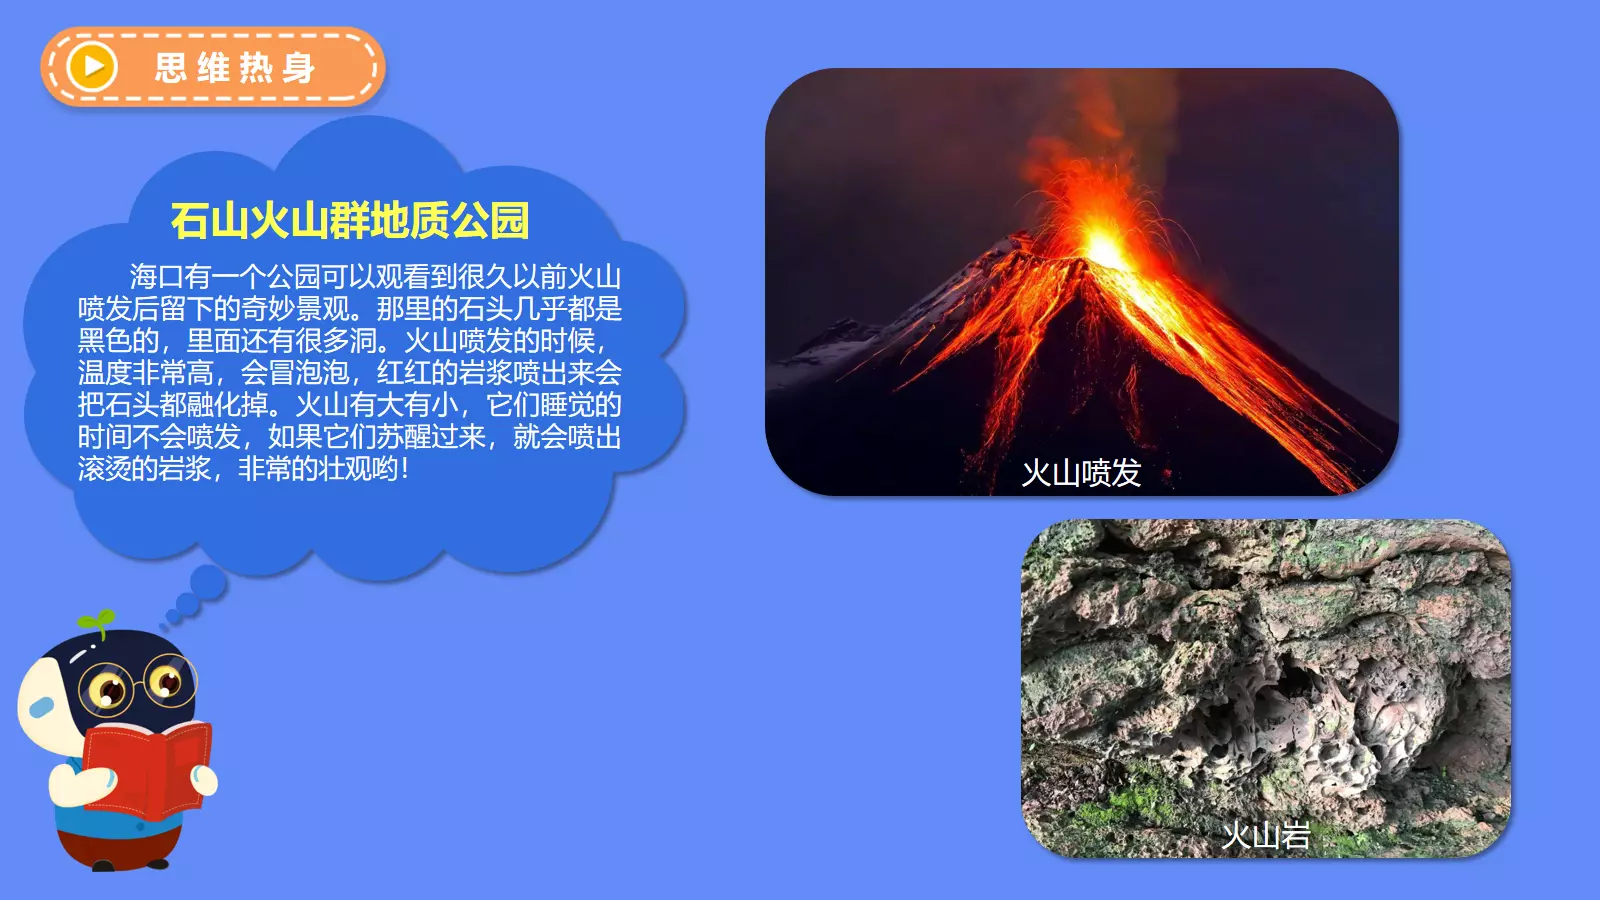 思维热身
石山火山群地质公园
海口有一个公园可以观看到很久以前火山
喷发后留下的奇妙景观。那里的石头几乎都是
黑色的，里面还有很多洞。火山喷发的时候，
温度非常高，会冒泡泡，红红的岩浆喷出来会
把石头都融化掉。火山有大有小，它们睡觉的
时间不会喷发，如果它们苏醒过来，就会喷出
滚烫的岩浆，非常的壮观哟！
火山喷发
火山岩